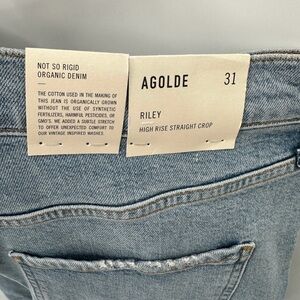 NOT SO RIGID
ORGANIC DENIM
THE COTTON USED IN THE MAKING OF
THIS JEAN IS ORGANICALLY GROWN
WITHOUT THE USE OF SYNTHETIC
FERTILIZERS, HARMFUL PESTICIDES, OR
GMO'S. WE ADDED A SUBTLE STRETCH
TO OFFER UNEXPECTED COMFORT TO
OUR VINTAGE INSPIRED WASHES.
AGOLDE 31
RILEY
HIGH RISE STRAIGHT CROP